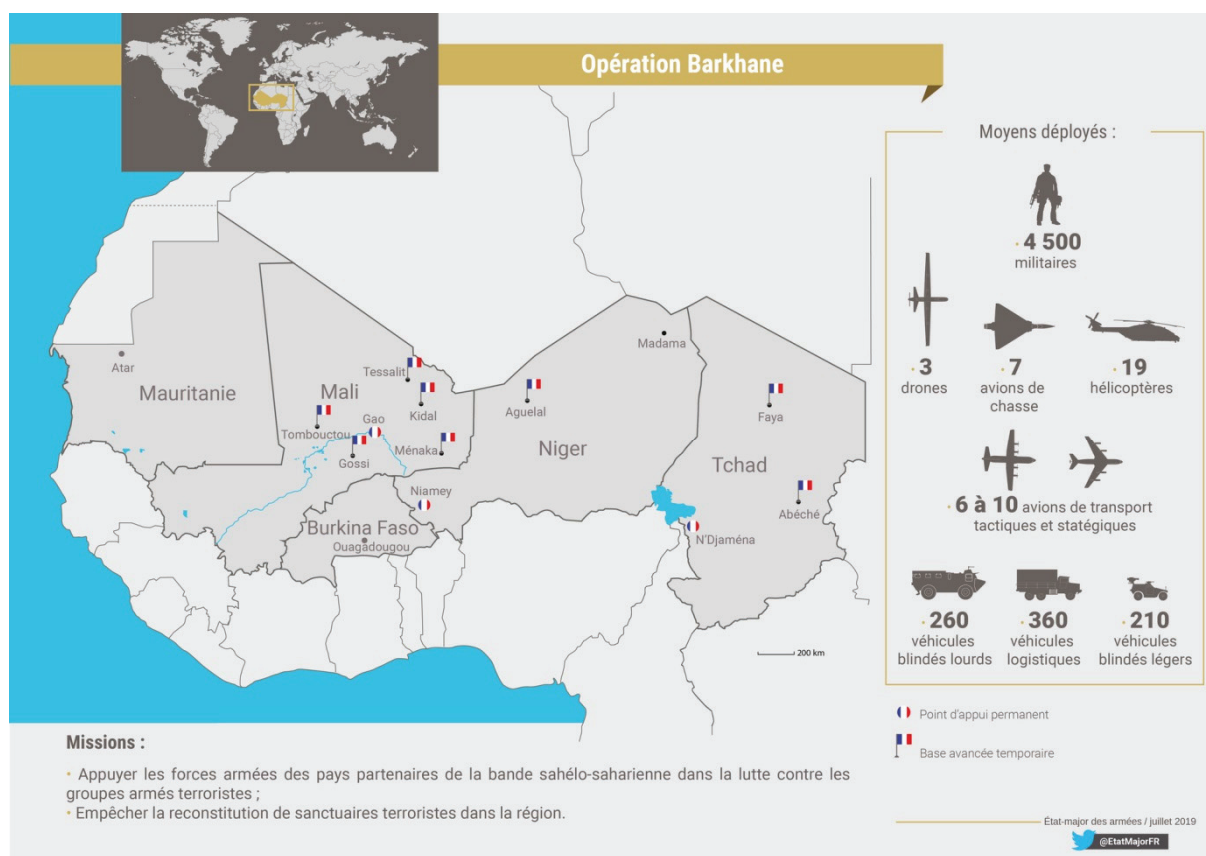 Opération Barkhane
Moyens déployés :
· 4 500
militaires
· 3
drones
· 7
avions de
chasse
· 19
hélicoptères
· 6 à 10 avions de transport
tactiques et statégiques
· 260
véhicules
blindés lourds
· 360
véhicules
logistiques
· 210
véhicules
blindés légers
Atar
Mauritanie
Mali
Tessalit
Kidal
Tombouctou
Gao
Gossi
Ménaka
Aguelal
Madama
Niger
Niamey
Burkina Faso
Ouagadougou
Faya
Tchad
Abéché
N'Djaména
200 km
Point d'appui permanent
Base avancée temporaire
Missions :
· Appuyer les forces armées des pays partenaires de la bande sahélo-saharienne dans la lutte contre les
groupes armés terroristes ;
· Empêcher la reconstitution de sanctuaires terroristes dans la région.
État-major des armées / juillet 2019
@EtatMajorFR